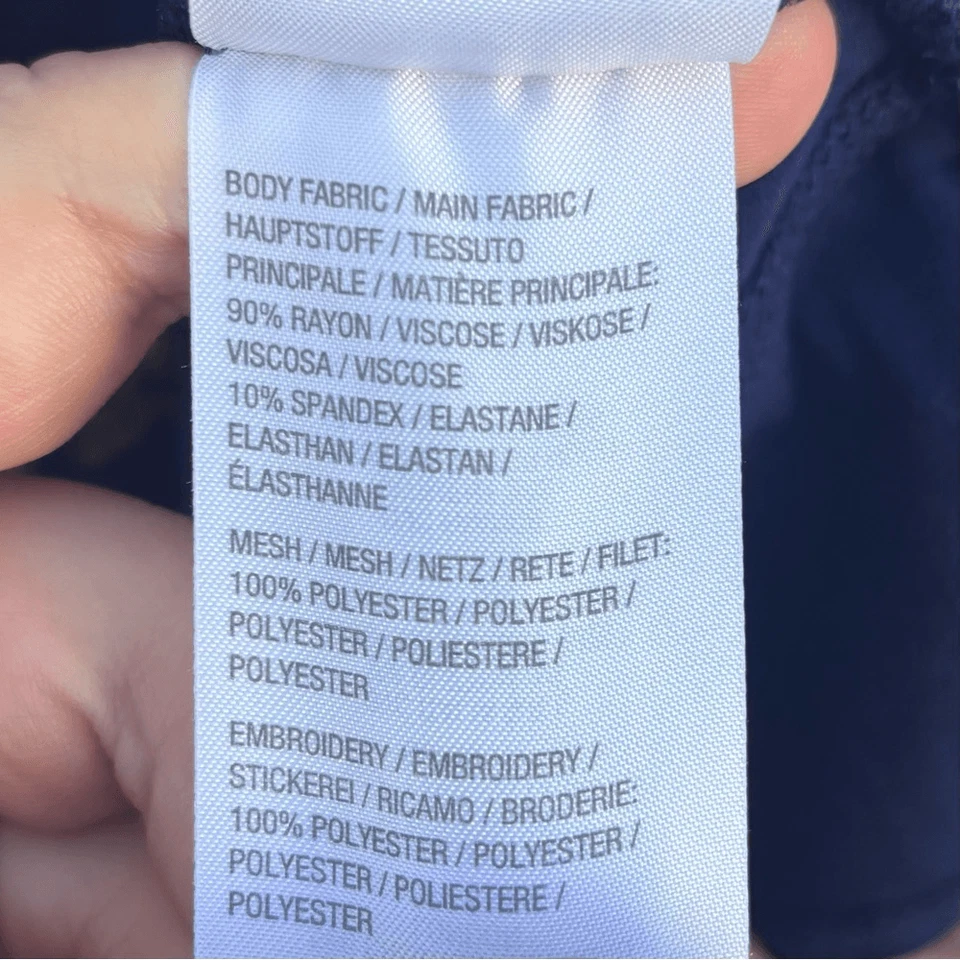 BODY FABRIC / MAIN FABRIC /
HAUPTSTOFF / TESSUTO
PRINCIPALE / MATIÈRE PRINCIPALE:
90% RAYON / VISCOSE / VISKOSE /
VISCOSA / VISCOSE
10% SPANDEX / ELASTANE /
ELASTHAN / ELASTAN /
ÉLASTHANNE
MESH / MESH / NETZ / RETE / FILET:
100% POLYESTER / POLYESTER /
POLYESTER / POLIESTERE /
POLYESTER
EMBROIDERY / EMBROIDERY /
STICKEREI / RICAMO / BRODERIE:
100% POLYESTER / POLYESTER /
POLYESTER / POLIESTERE /
POLYESTER